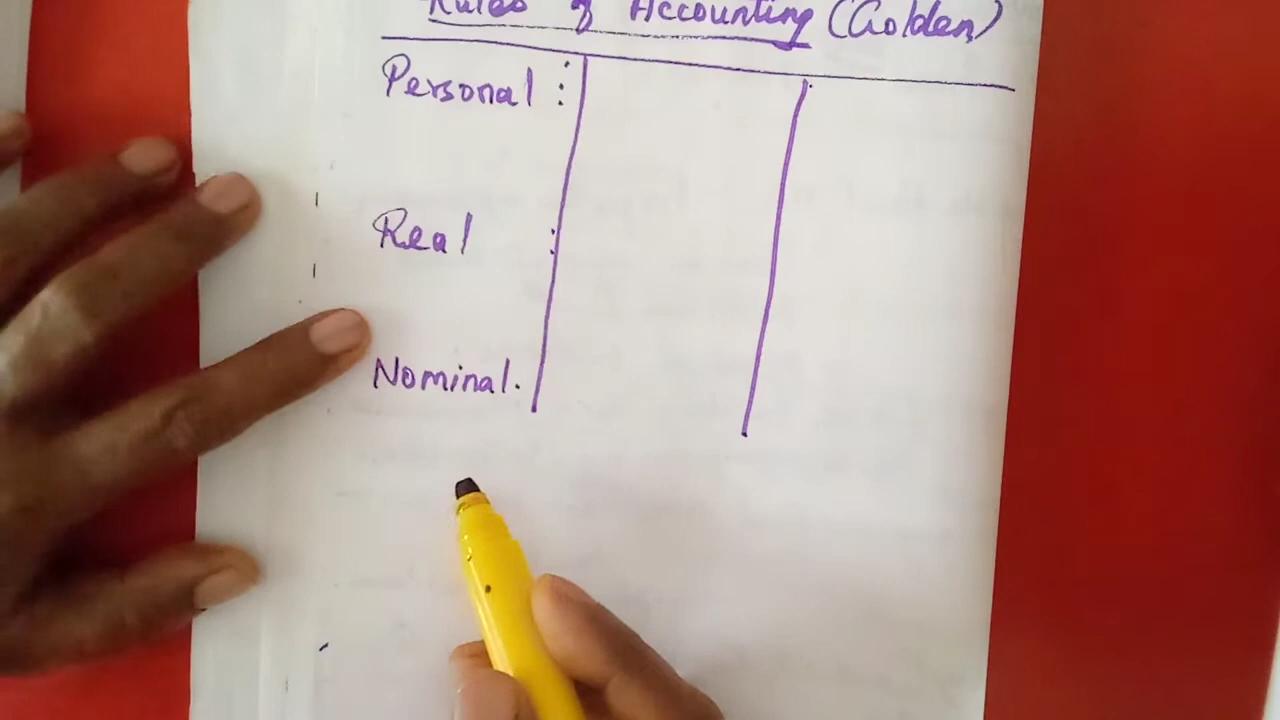 Rules of Accounting (Golden)
Personal :
Real :
Nominal.